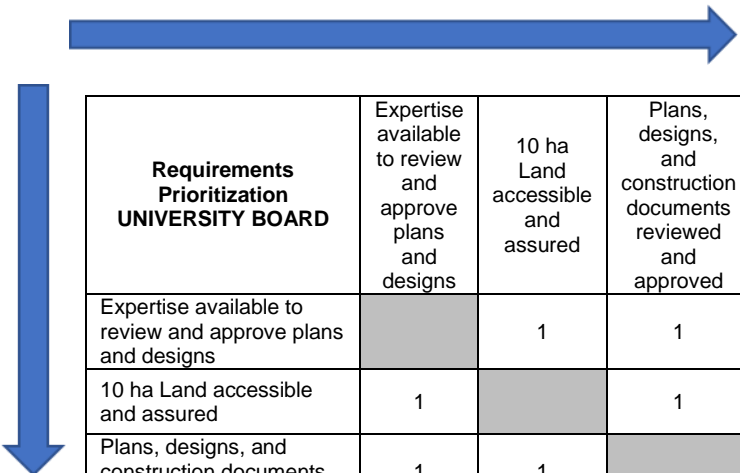 Requirements
Prioritization
UNIVERSITY BOARD
Expertise
available
to review
and
approve
plans
and
designs
10 ha
Land
accessible
and
assured
Plans,
designs,
and
construction
documents
reviewed
and
approved
Expertise available to
review and approve plans
and designs
1
1
10 ha Land accessible
and assured
1
1
Plans, designs, and
construction documents
1
1